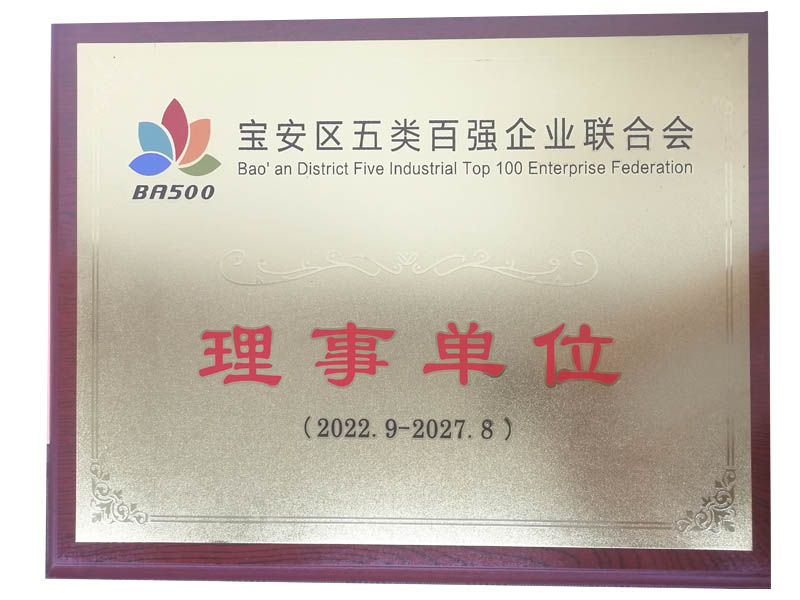 宝安区五类百强企业联合会
Bao' an District Five Industrial Top 100 Enterprise Federation
BA500
理事单位
(2022.9-2027.8)